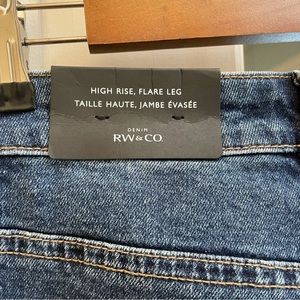 HIGH RISE, FLARE LEG
TAILLE HAUTE, JAMBE ÉVASÉE
DENIM
RW&CO.